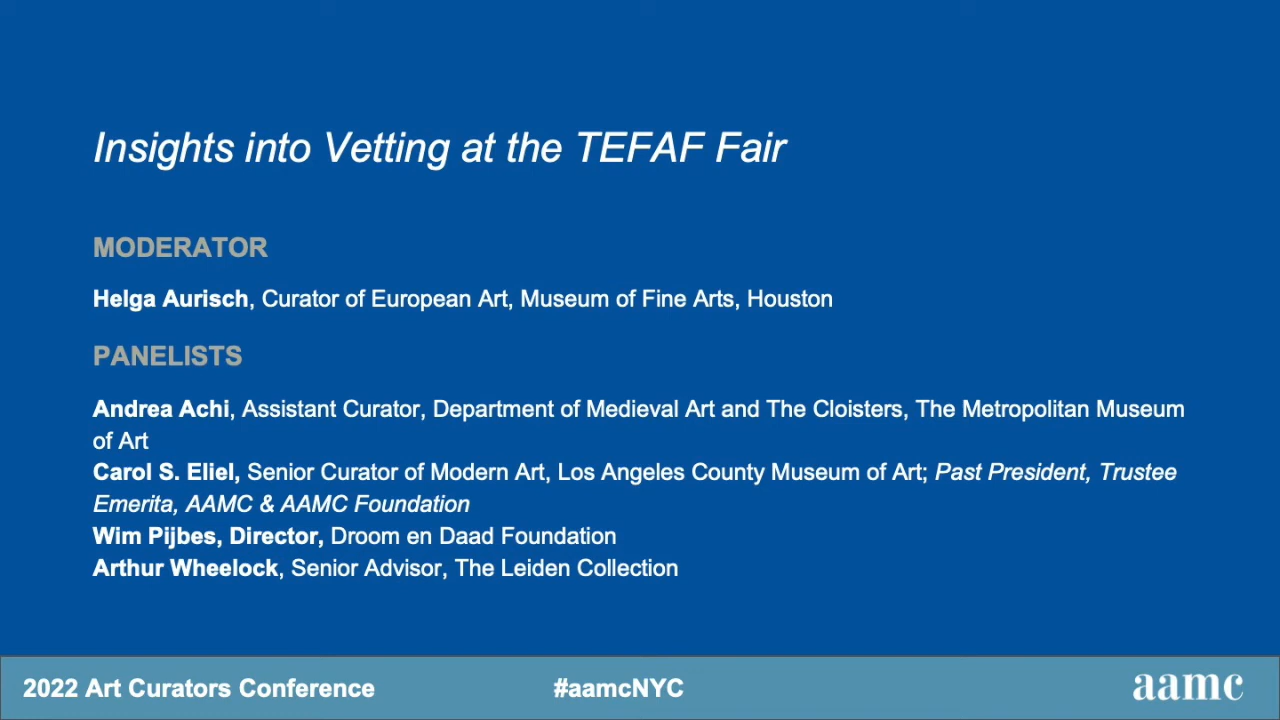 Insights into Vetting at the TEFAF Fair
MODERATOR
Helga Aurisch, Curator of European Art, Museum of Fine Arts, Houston
PANELISTS
Andrea Achi, Assistant Curator, Department of Medieval Art and The Cloisters, The Metropolitan Museum
of Art
Carol S. Eliel, Senior Curator of Modern Art, Los Angeles County Museum of Art; Past President, Trustee
Emerita, AAMC & AAMC Foundation
Wim Pijbes, Director, Droom en Daad Foundation
Arthur Wheelock, Senior Advisor, The Leiden Collection
2022 Art Curators Conference
#aamcNYC
aamc